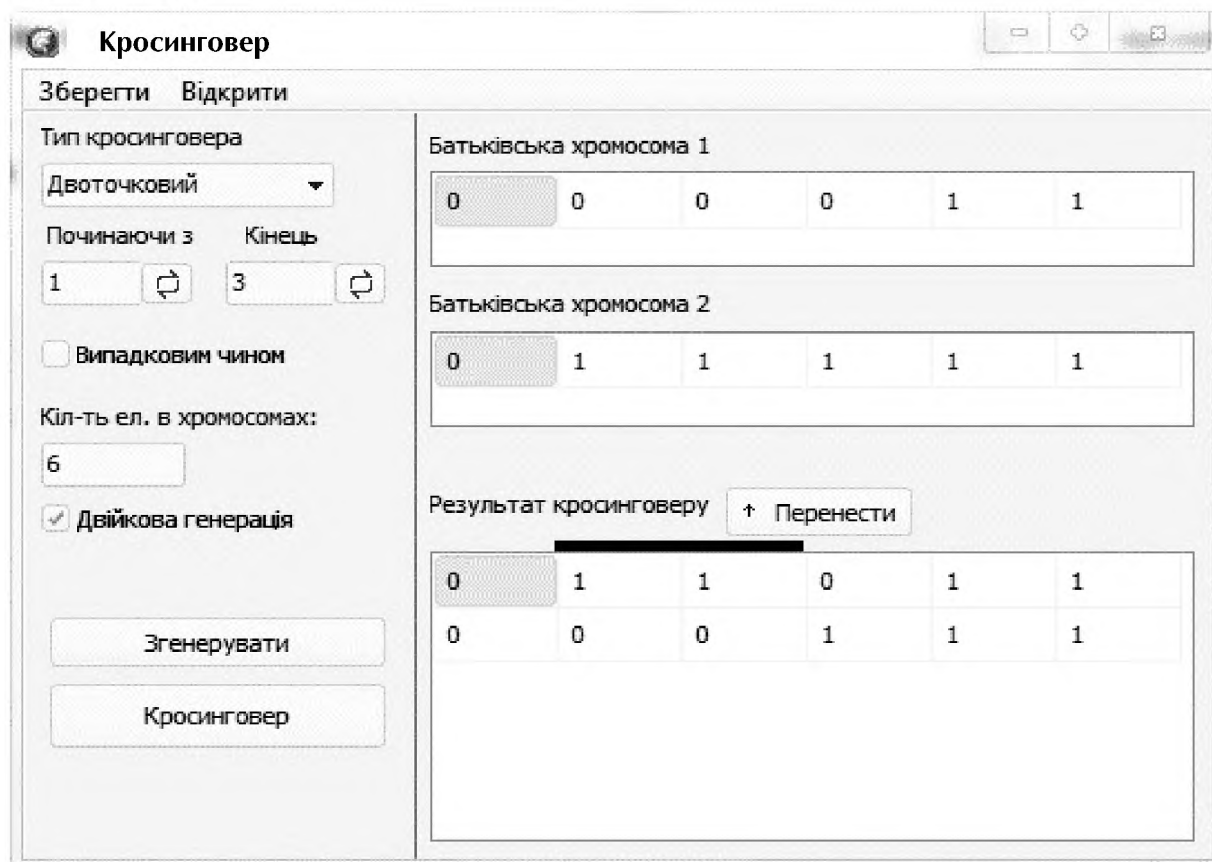 Кросинговер
Зберегти Відкрити
Тип кросинговера
Двоточковий
Починаючи з Кінець
1 3
Випадковим чином
Кіл-ть ел. в хромосомах:
6
Двійкова генерація
Згенерувати
Кросинговер
Батьківська хромосома 1
0 0 0 0 1 1
Батьківська хромосома 2
0 1 1 1 1 1
Результат кросинговеру ↑ Перенести
0 1 1 0 1 1
0 0 0 1 1 1